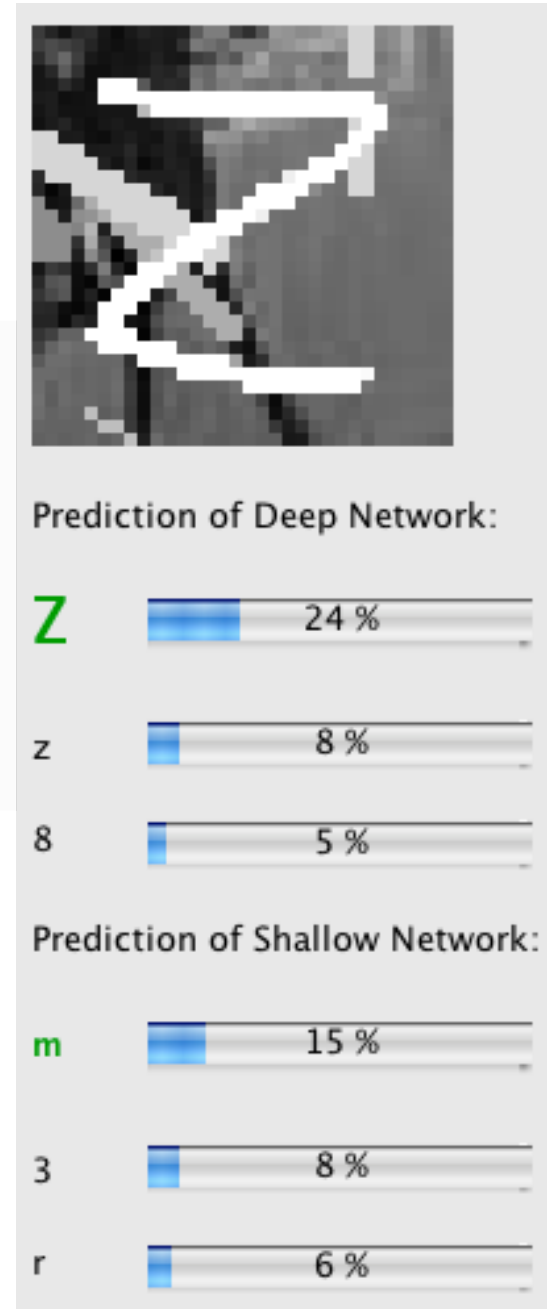 Z
Prediction of Deep Network:
Z 24 %
z 8 %
8 5 %
Prediction of Shallow Network:
m 15 %
3 8 %
r 6 %